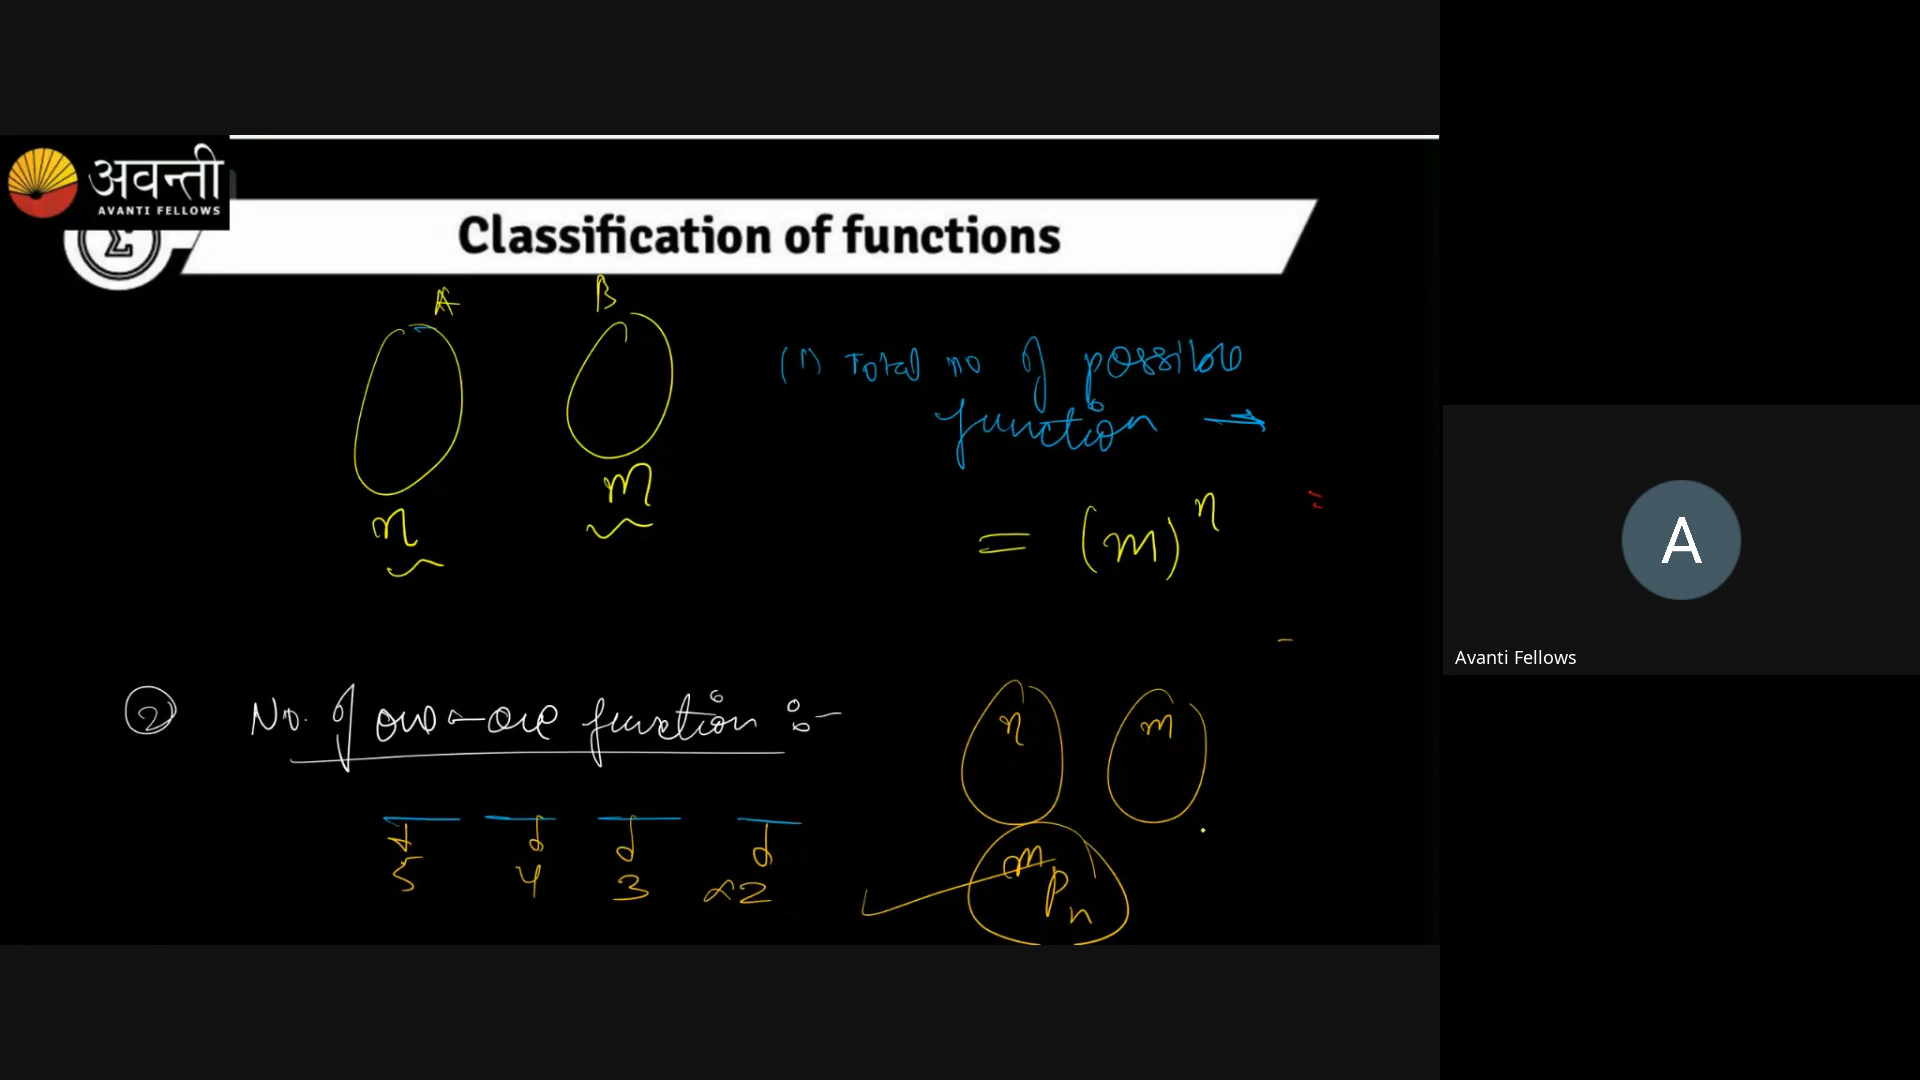 अवन्ती
AVANTI FELLOWS
Σ
Classification of functions
A B
(1) Total no of possible
function →
n m
= (m)^n
② No. of one-one function :-
n m
5 4 3 2
mPn
A
Avanti Fellows